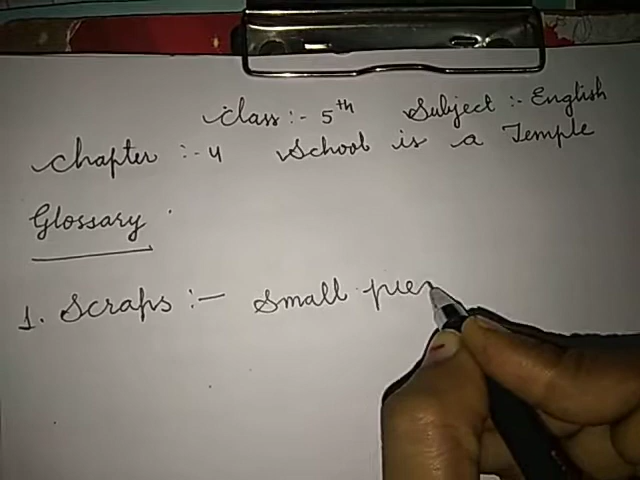 Class :- 5th Subject :- English
Chapter :- 4 School is a Temple
Glossary
1. Scraps :- Small pie